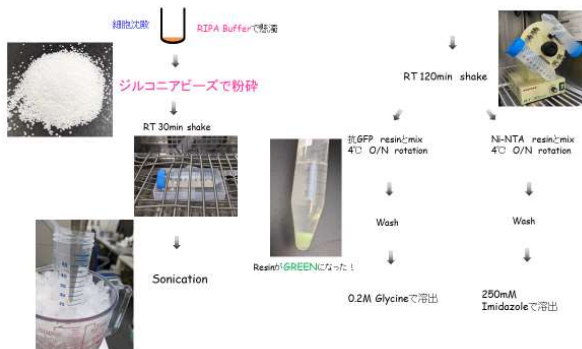 細胞沈殿
RIPA Bufferで懸濁
ジルコニアビーズで粉砕
RT 30min shake
Sonication
RT 120min shake
抗GFP resinとmix
4℃ O/N rotation
Wash
0.2M Glycineで溶出
ResinがGREENになった!
Ni-NTA resinとmix
4℃ O/N rotation
Wash
250mM
Imidazoleで溶出